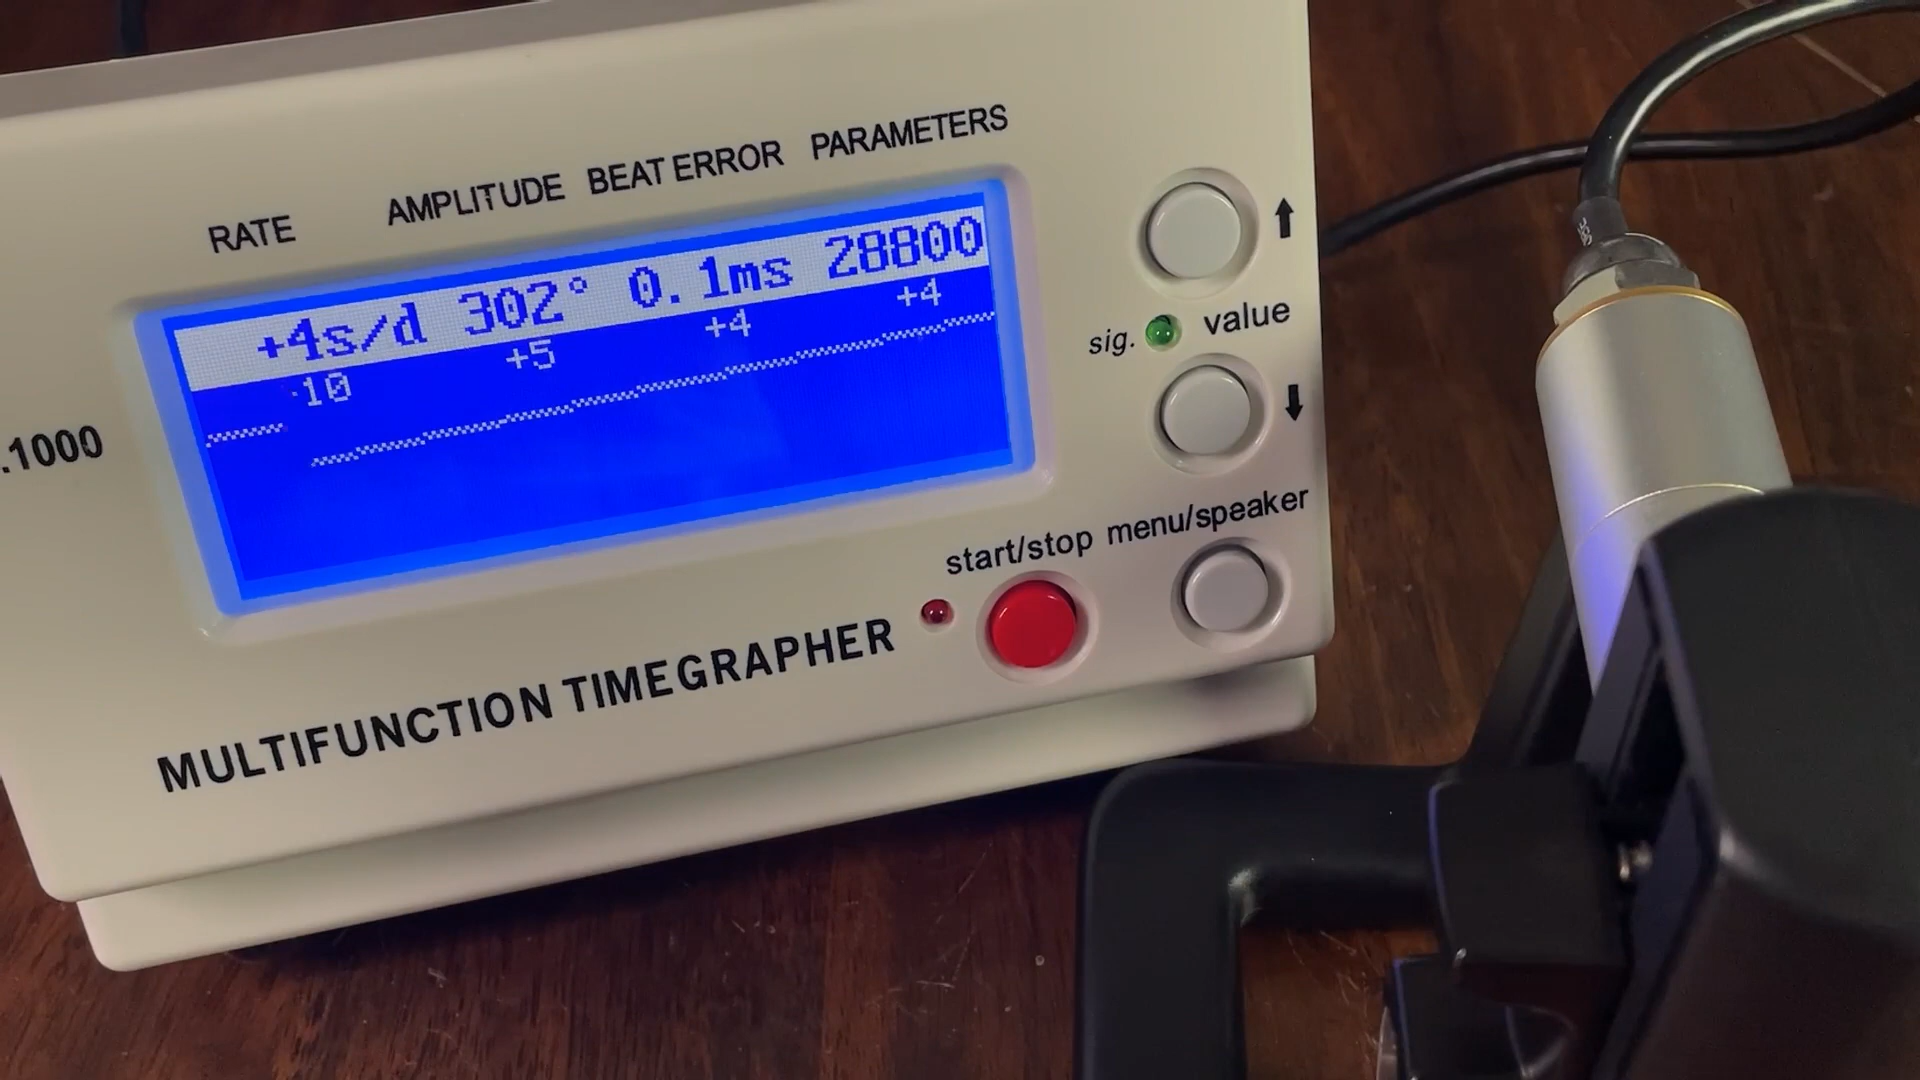 RATE AMPLITUDE BEAT ERROR PARAMETERS
+4s/d 302° 0.1ms 28800
10 +5 +4 +4
.1000
sig. value
start/stop menu/speaker
MULTIFUNCTION TIMEGRAPHER